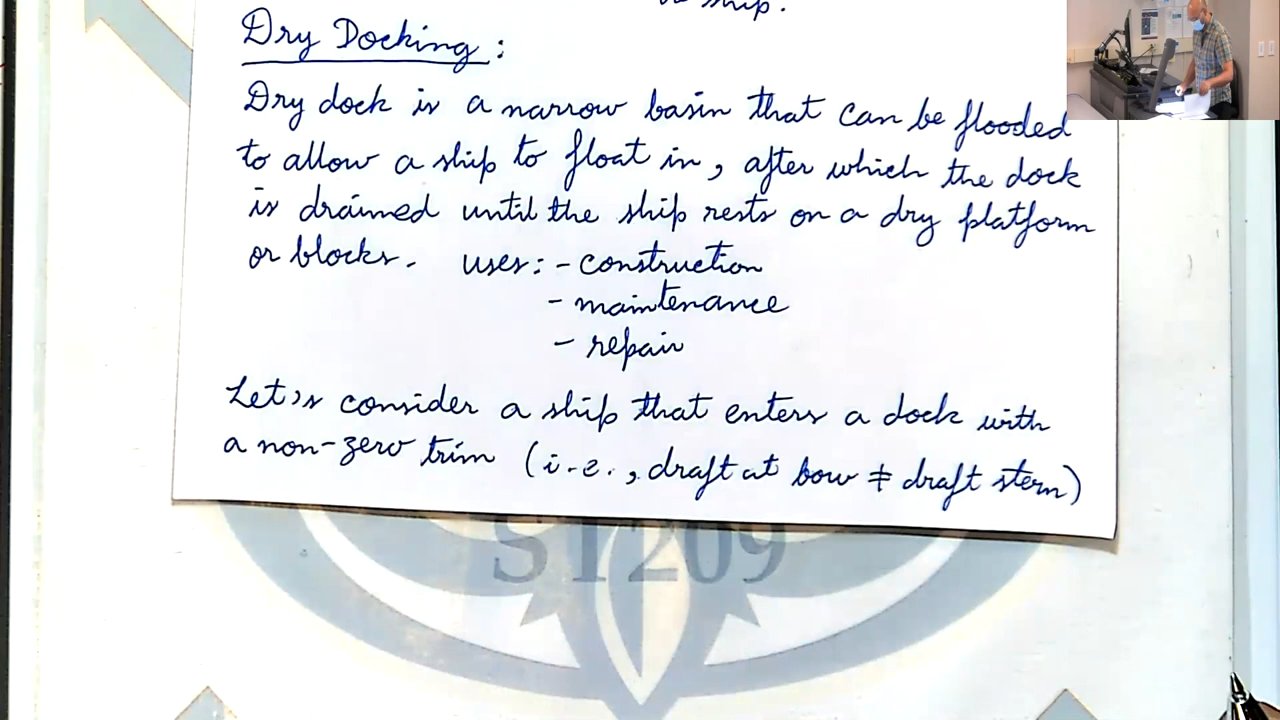 ship.
Dry Docking :
Dry dock is a narrow basin that can be flooded
to allow a ship to float in, after which the dock
is drained until the ship rests on a dry platform
or blocks. uses: - construction
- maintenance
- repair
Let's consider a ship that enters a dock with
a non-zero trim (i.e., draft at bow ≠ draft stern)
ST209